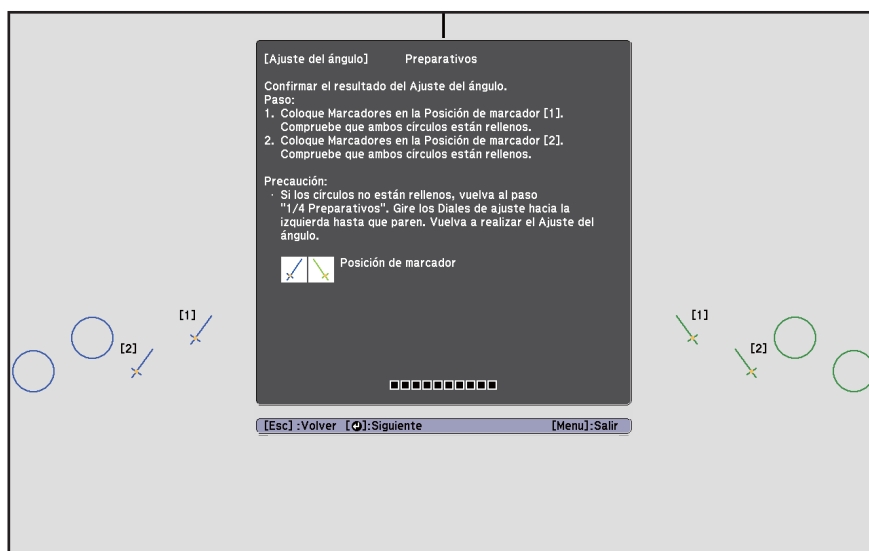 [Ajuste del ángulo] Preparativos
Confirmar el resultado del Ajuste del ángulo.
Paso:
1. Coloque Marcadores en la Posición de marcador [1].
Compruebe que ambos círculos están rellenos.
2. Coloque Marcadores en la Posición de marcador [2].
Compruebe que ambos círculos están rellenos.
Precaución:
· Si los círculos no están rellenos, vuelva al paso
"1/4 Preparativos". Gire los Diales de ajuste hacia la
izquierda hasta que paren. Vuelva a realizar el Ajuste del
ángulo.
Posición de marcador
[1]
[2]
[1]
[2]
[Esc] :Volver [⏎]:Siguiente [Menu]:Salir